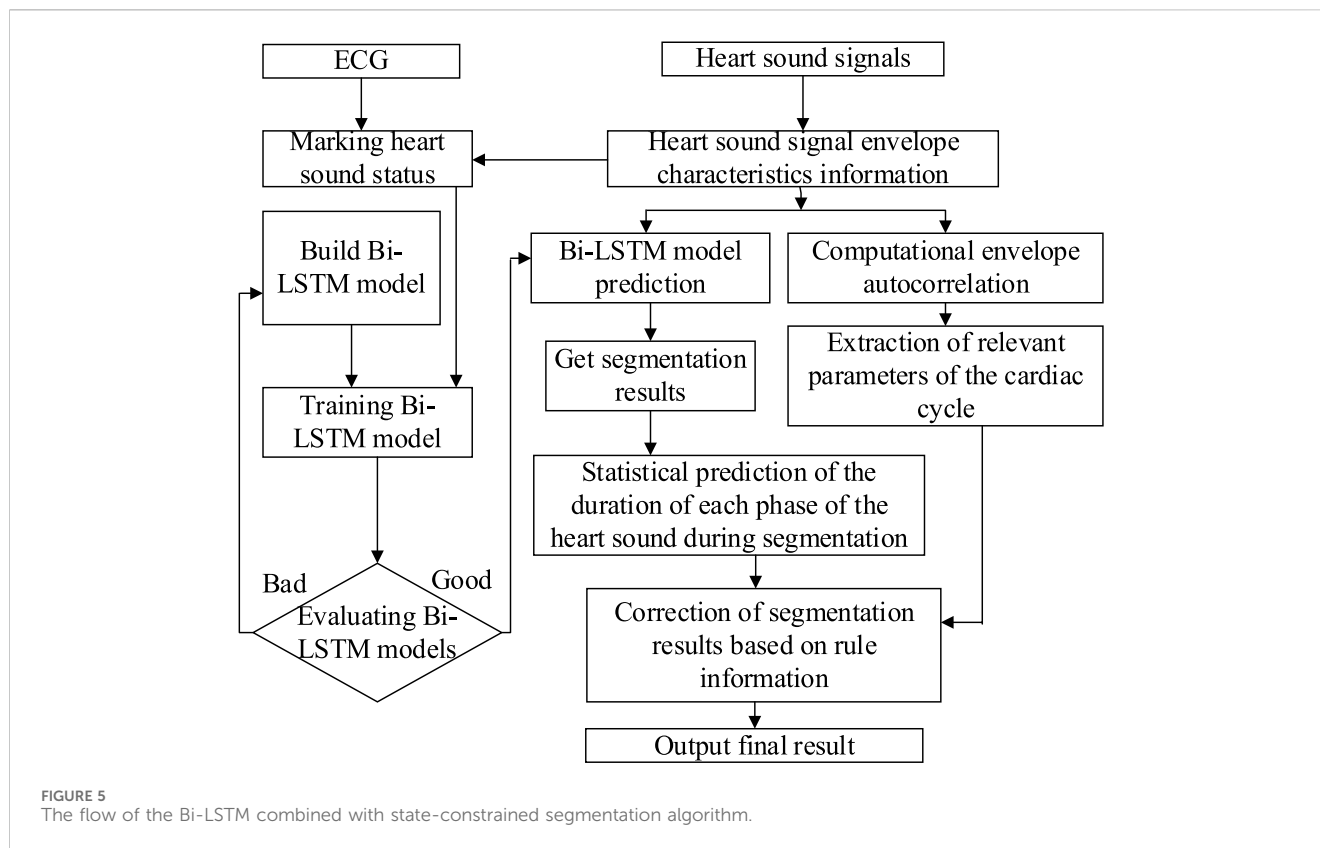 ECG
Heart sound signals
Marking heart
sound status
Heart sound signal envelope
characteristics information
Build Bi-
LSTM model
Bi-LSTM model
prediction
Computational envelope
autocorrelation
Get segmentation
results
Extraction of relevant
parameters of the cardiac
cycle
Training Bi-
LSTM model
Statistical prediction of the
duration of each phase of the
heart sound during segmentation
Bad
Good
Evaluating Bi-
LSTM models
Correction of segmentation
results based on rule
information
Output final result
FIGURE 5
The flow of the Bi-LSTM combined with state-constrained segmentation algorithm.